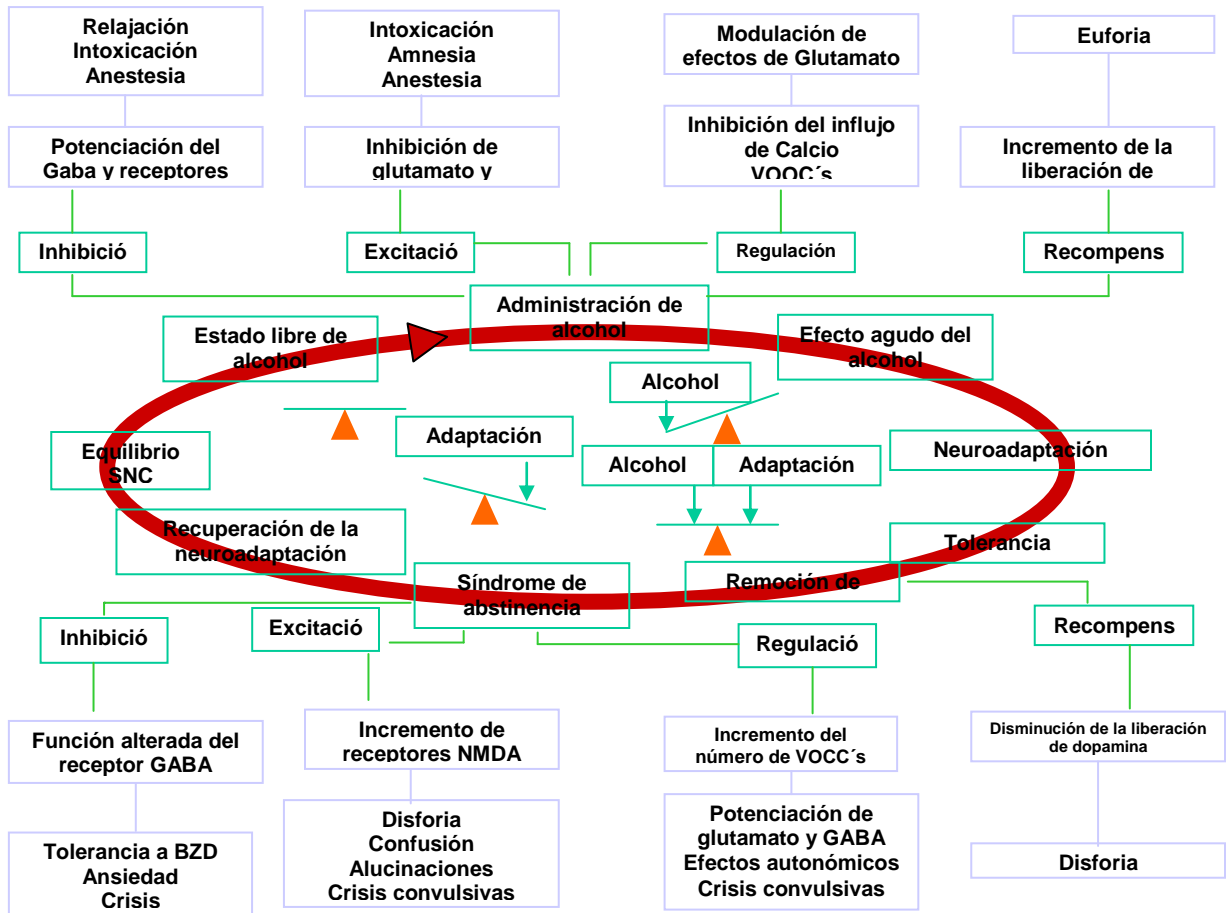 Relajación
Intoxicación
Anestesia
Intoxicación
Amnesia
Anestesia
Modulación de
efectos de Glutamato
Euforia
Potenciación del
Gaba y receptores
Inhibición de
glutamato y
Inhibición del influjo
de Calcio
VOOC´s
Incremento de la
liberación de
Inhibició
Excitació
Regulación
Recompens
Administración de
alcohol
Estado libre de
alcohol
Efecto agudo del
alcohol
Alcohol
Adaptación
Alcohol
Adaptación
Equilibrio
SNC
Neuroadaptación
Recuperación de la
neuroadaptación
Tolerancia
Síndrome de
abstinencia
Remoción de
Inhibició
Excitació
Regulació
Recompens
Función alterada del
receptor GABA
Incremento de
receptores NMDA
Incremento del
número de VOCC´s
Disminución de la liberación
de dopamina
Tolerancia a BZD
Ansiedad
Crisis
Disforia
Confusión
Alucinaciones
Crisis convulsivas
Potenciación de
glutamato y GABA
Efectos autonómicos
Crisis convulsivas
Disforia